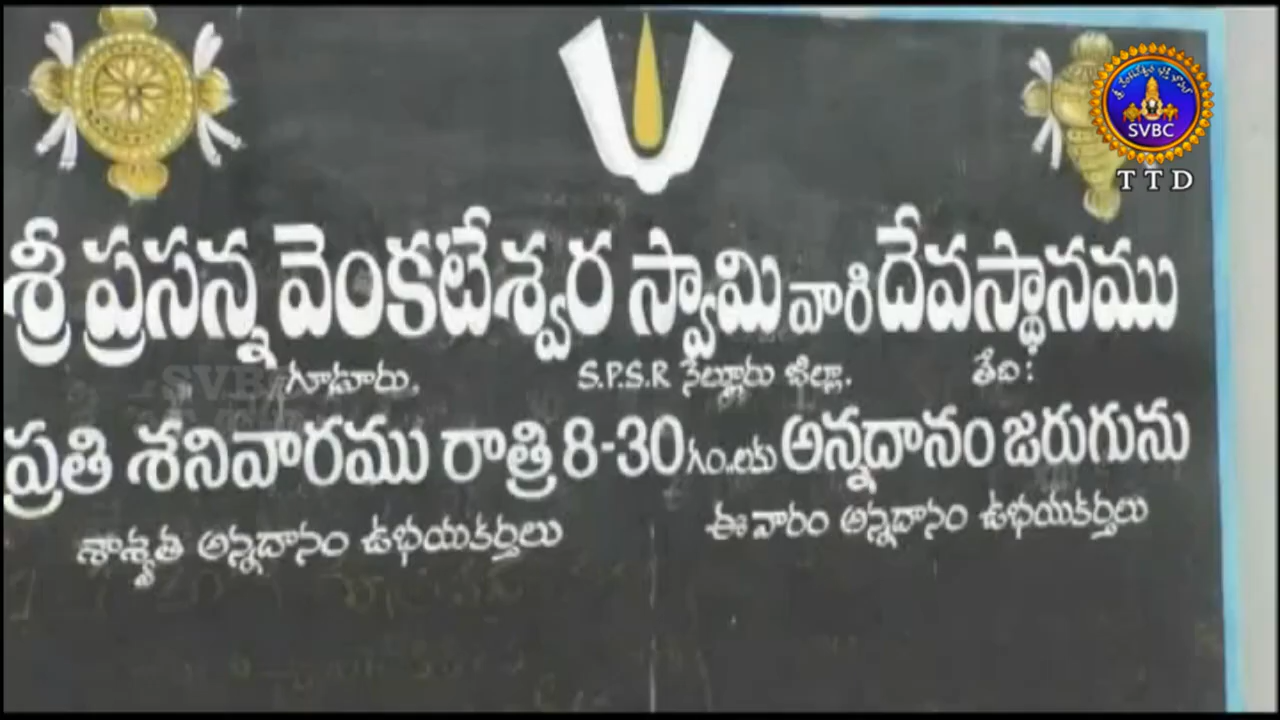 శ్రీ ప్రసన్న వెంకటేశ్వర స్వామి వారి దేవస్థానము
గూడూరు. S.P.S.R నెల్లూరు జిల్లా. తేది:
ప్రతి శనివారము రాత్రి 8-30 గం.లకు అన్నదానం జరుగును
శాశ్వత అన్నదానం ఉభయకర్తలు
ఈ వారం అన్నదానం ఉభయకర్తలు
SVBC
TTD